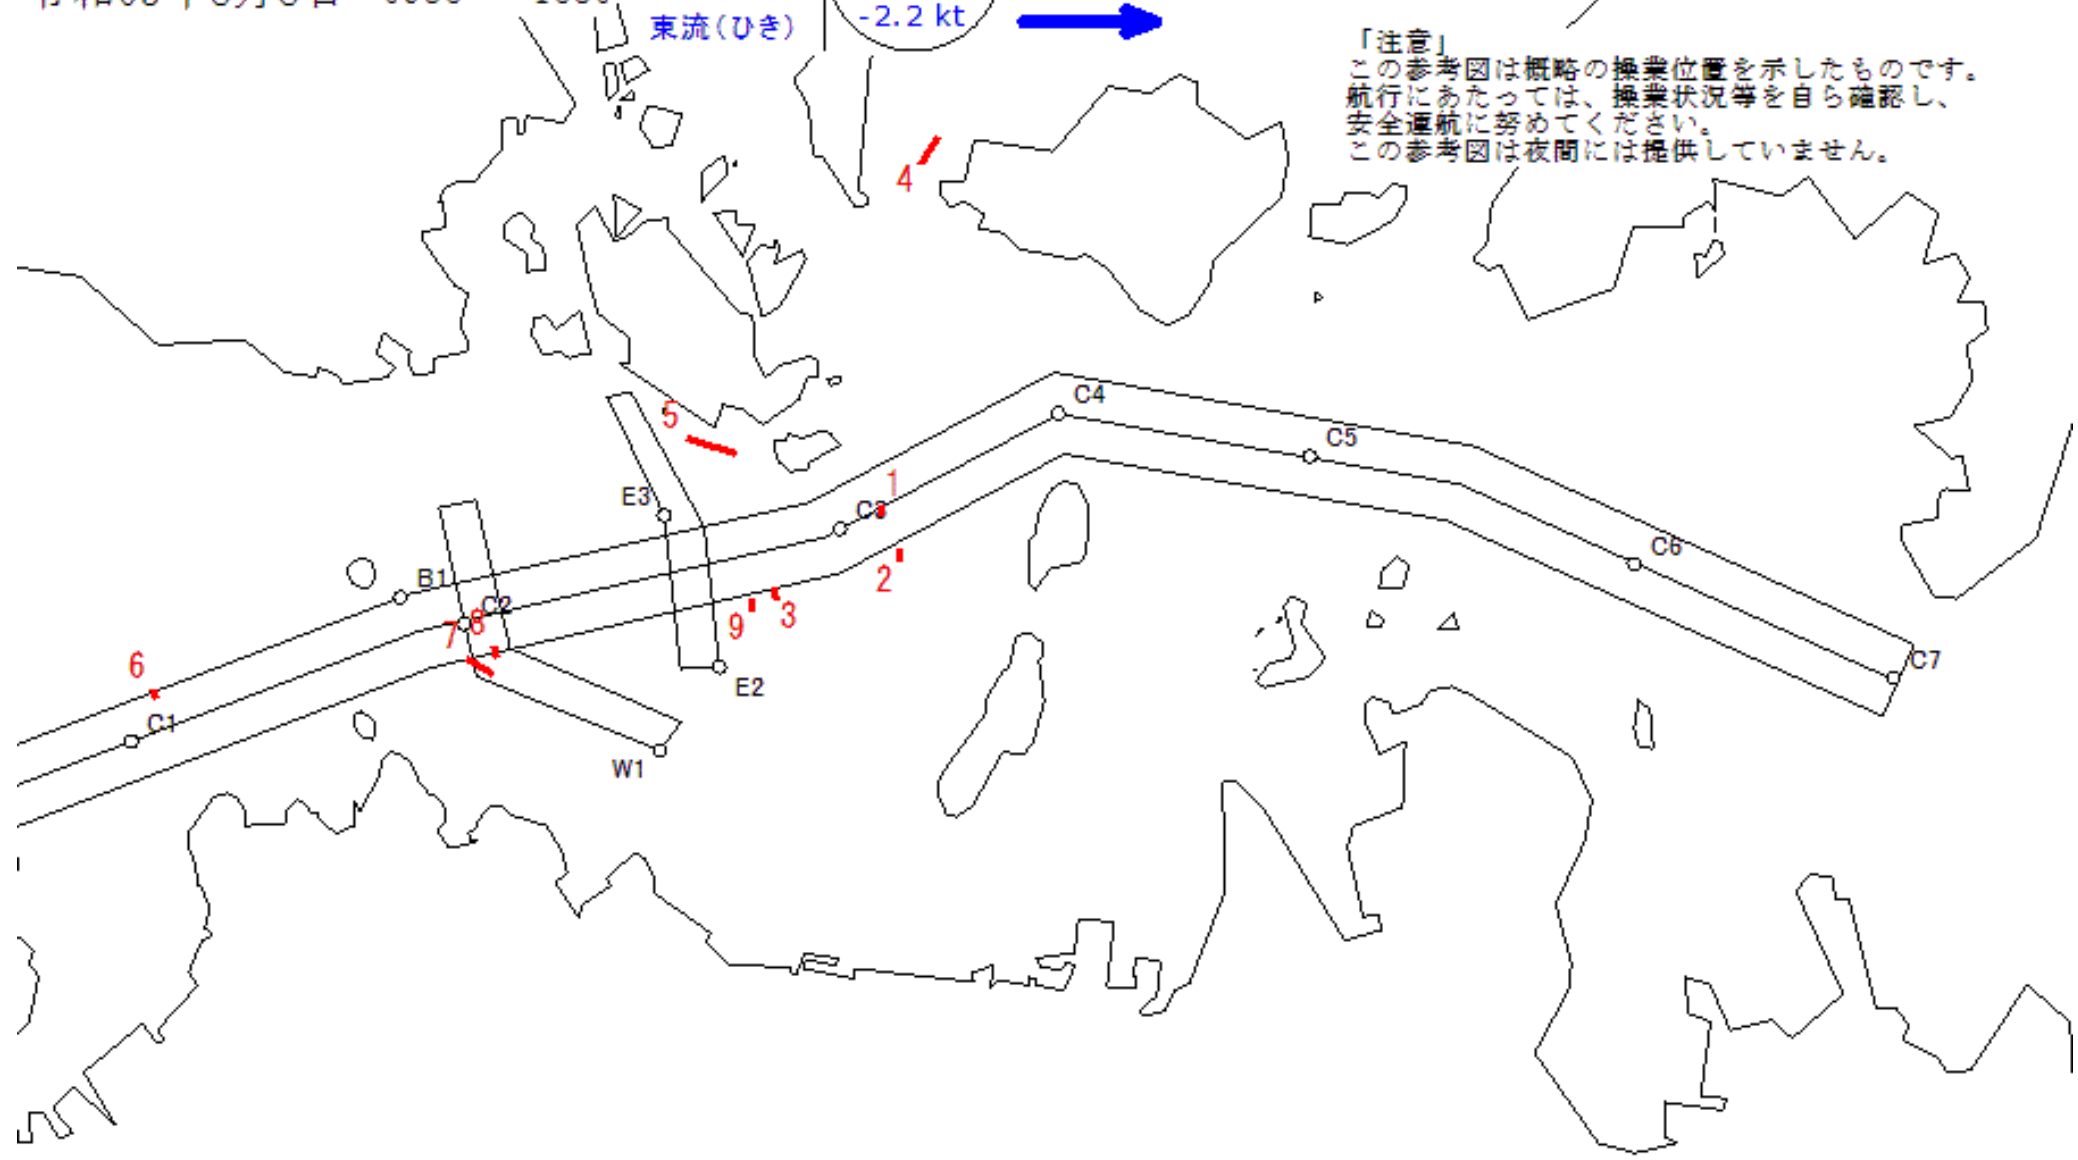 東流(ひき)
-2.2 kt
「注意」
この参考図は概略の操業位置を示したものです。
航行にあたっては、操業状況等を自ら確認し、
安全運航に努めてください。
この参考図は夜間には提供していません。
4
C4
5
C5
1
E3
C3
C6
2
B1
C2
8
7
9
3
6
E2
C7
C1
W1